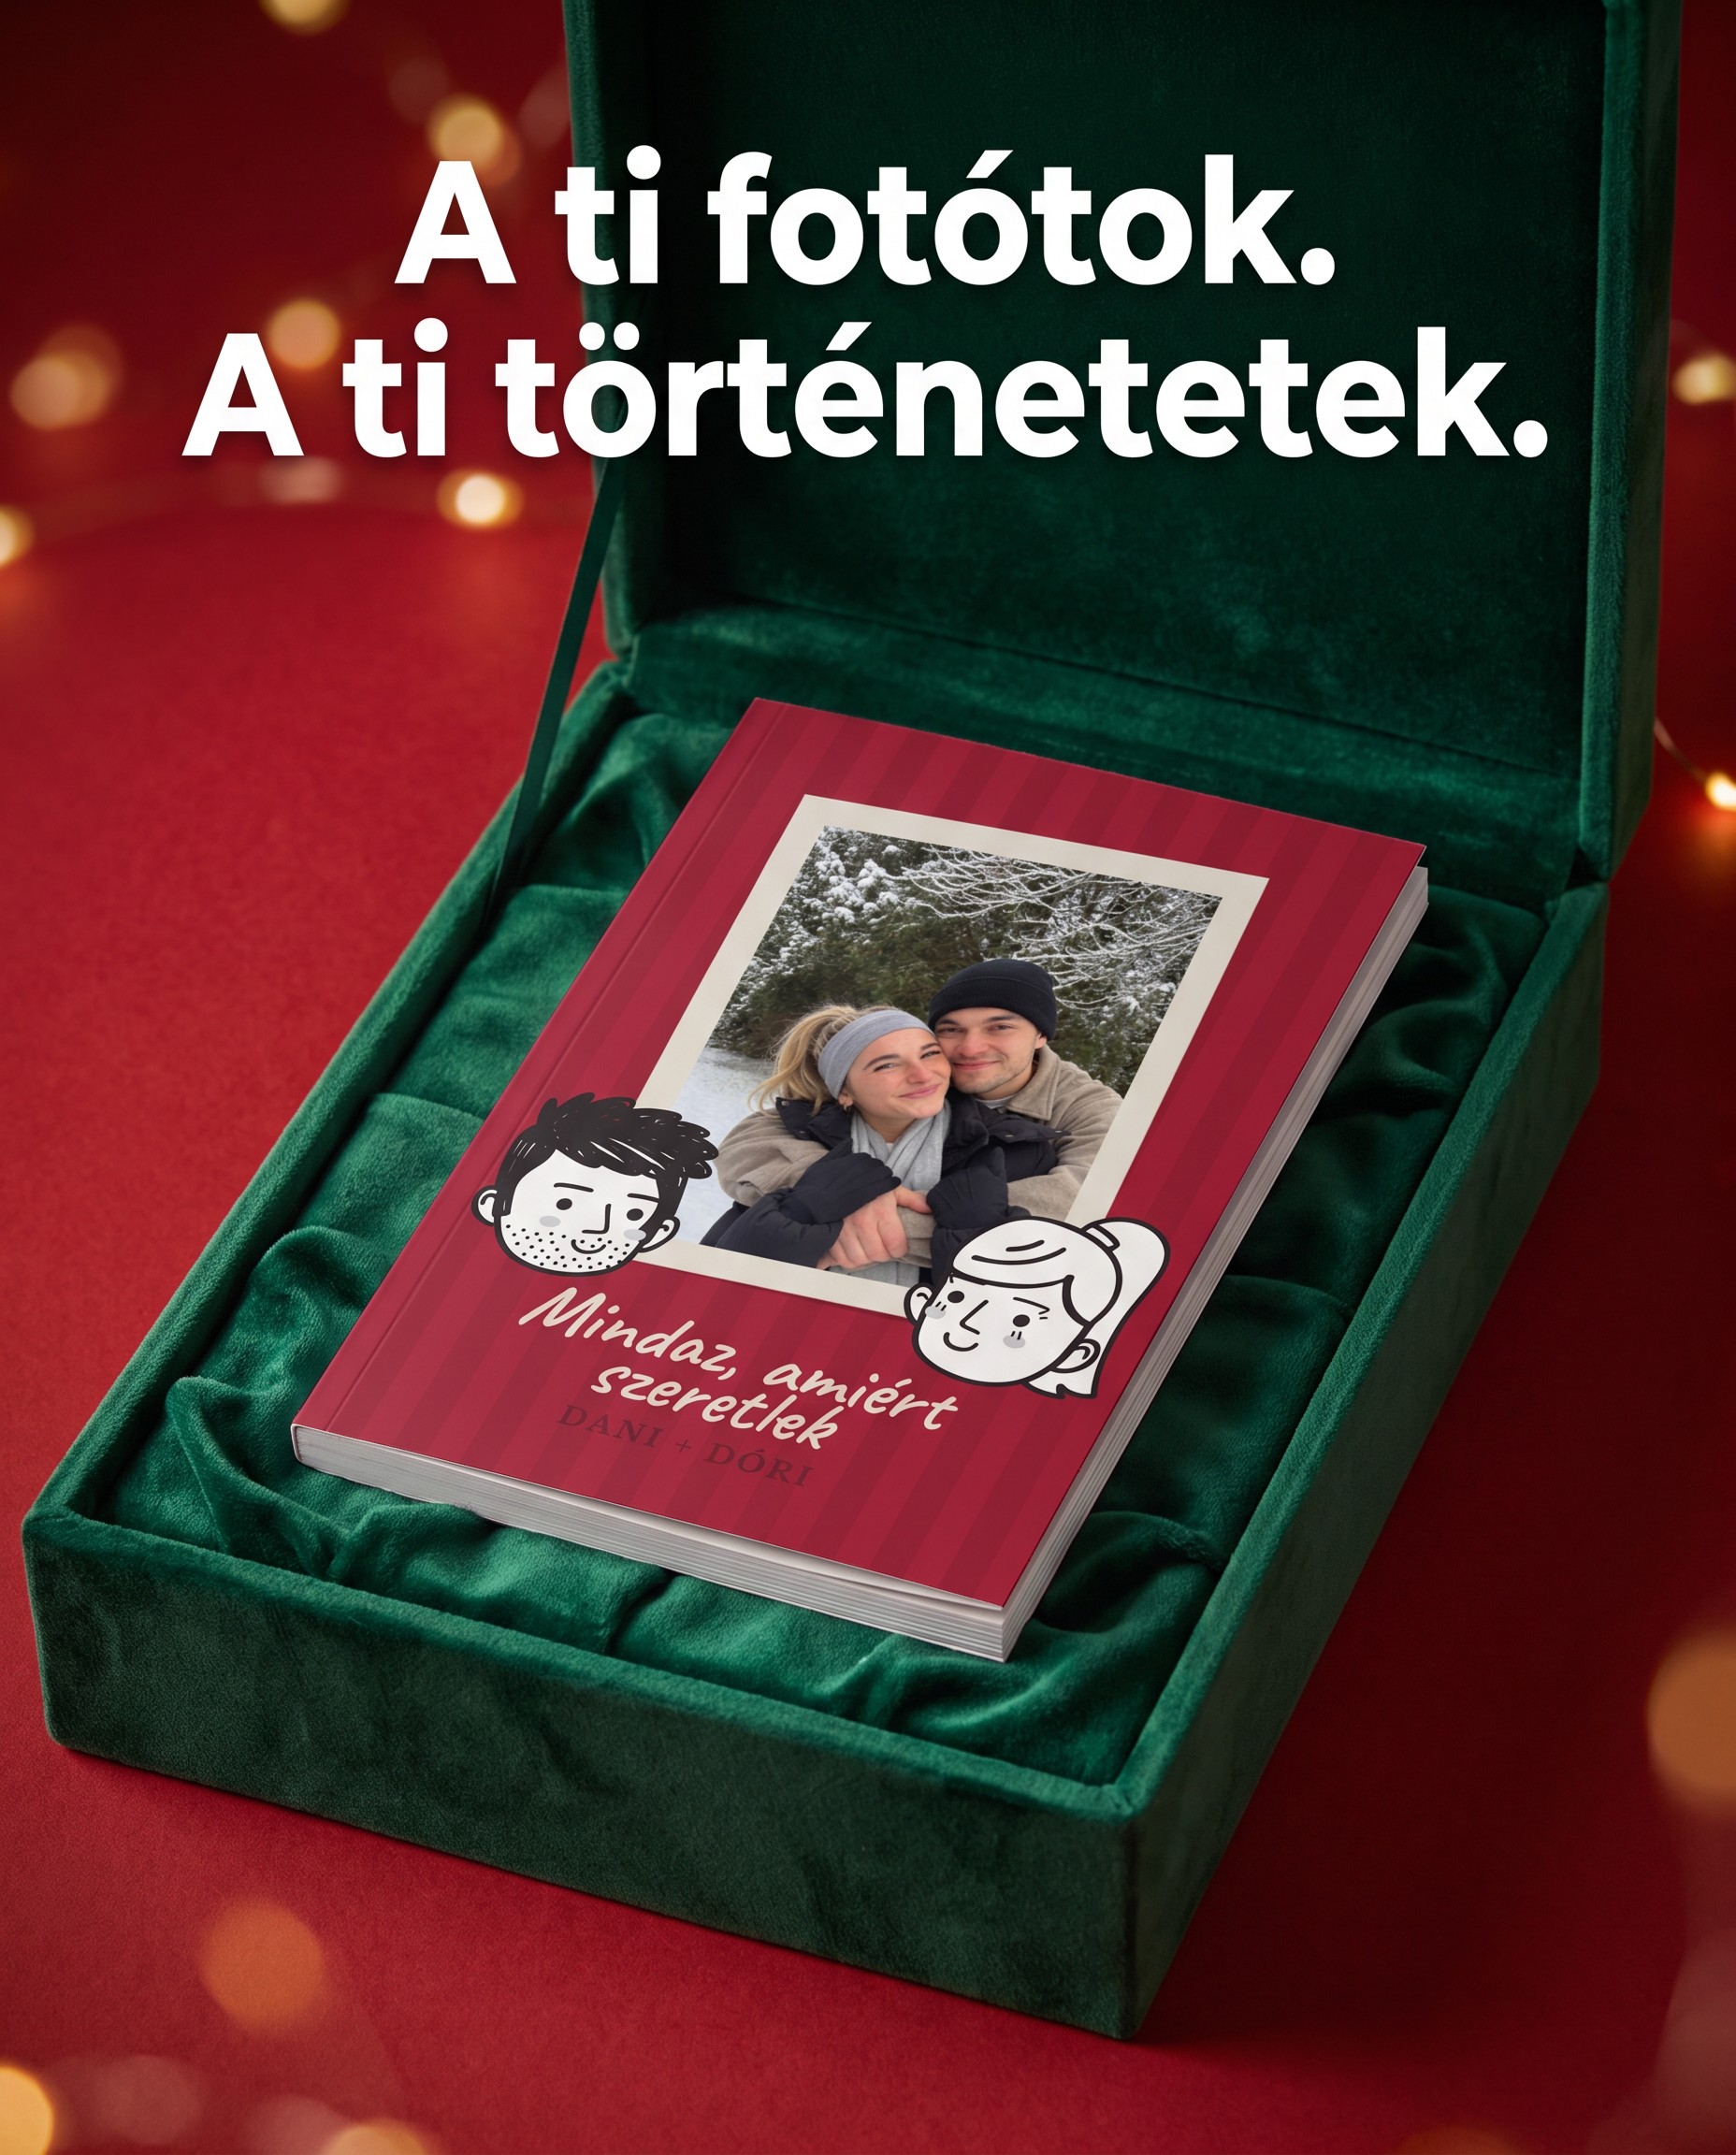 A ti fotótok.
A ti történetetek.
Mindaz, amiért
szeretlek
DANI + DÓRI